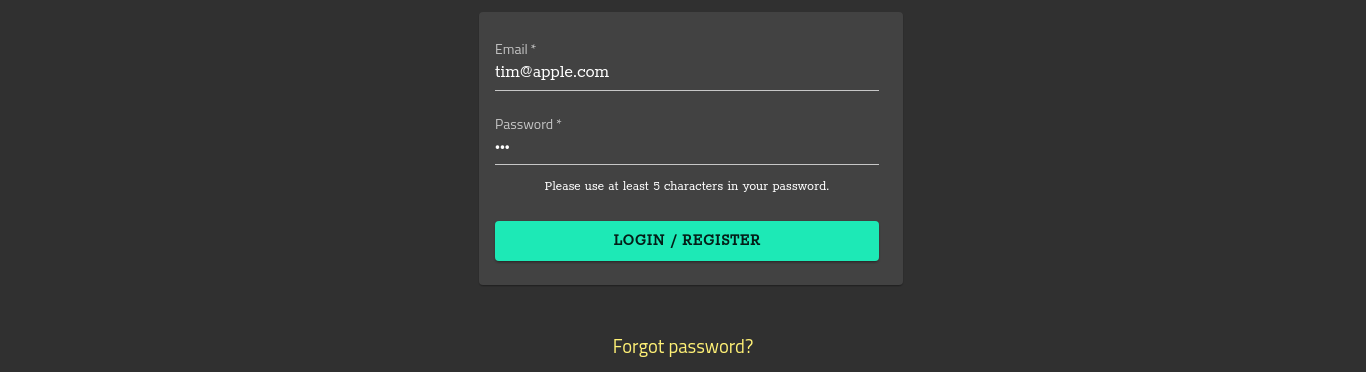 Email *
tim@apple.com
Password *
•••
Please use at least 5 characters in your password.
LOGIN / REGISTER
Forgot password?